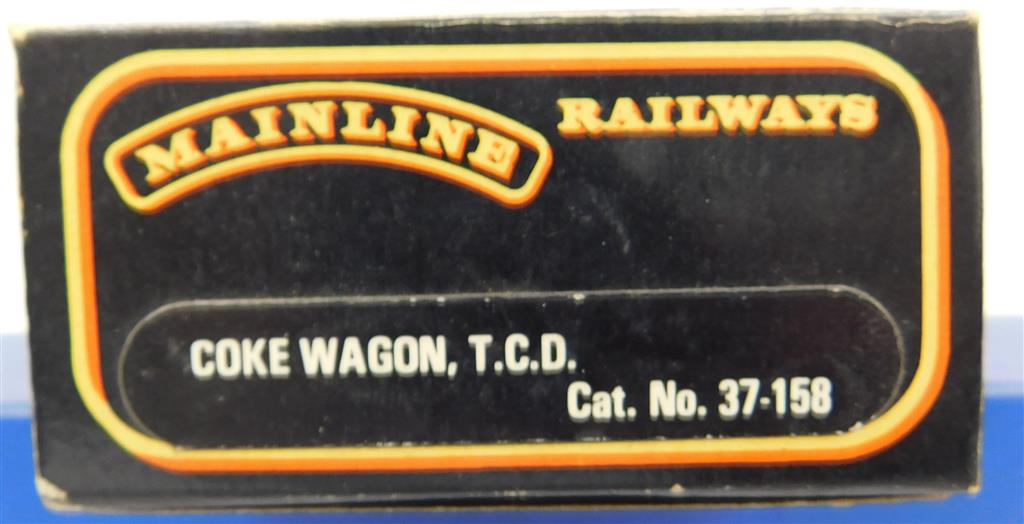 MAINLINE RAILWAYS
COKE WAGON, T.C.D.
Cat. No. 37-158